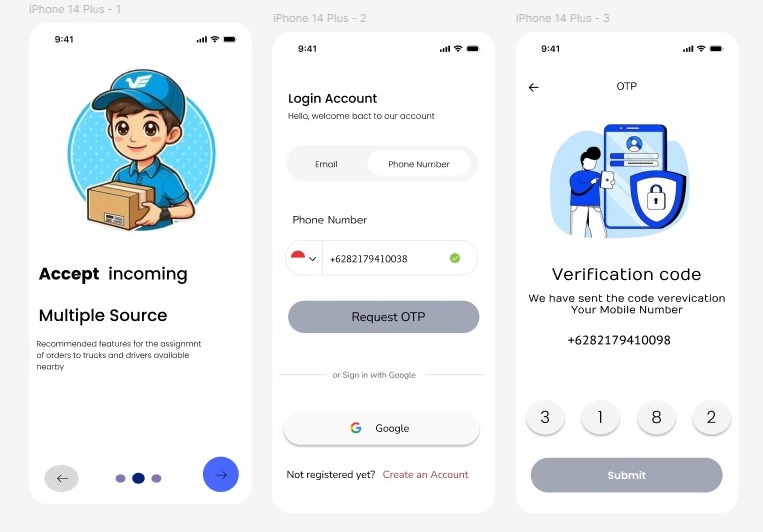 iPhone 14 Plus - 1
9:41
Accept incoming
Multiple Source
Recommended features for the assignmnt
of orders to trucks and drivers available
nearby
iPhone 14 Plus - 2
9:41
Login Account
Hello, welcome bact to our account
Email
Phone Number
Phone Number
+6282179410038
Request OTP
or Sign in with Google
Google
Not registered yet? Create an Account
iPhone 14 Plus - 3
9:41
OTP
Verification code
We have sent the code verevication
Your Mobile Number
+6282179410098
3 1 8 2
Submit